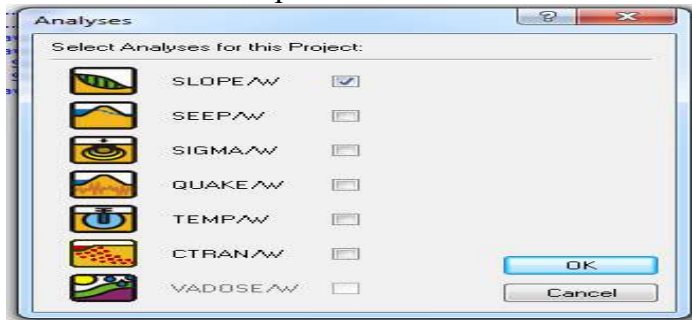 Analyses
Select Analyses for this Project:
SLOPE/W
SEEP/W
SIGMA/W
QUAKE/W
TEMP/W
CTRAN/W
VADOSE/W
OK
Cancel